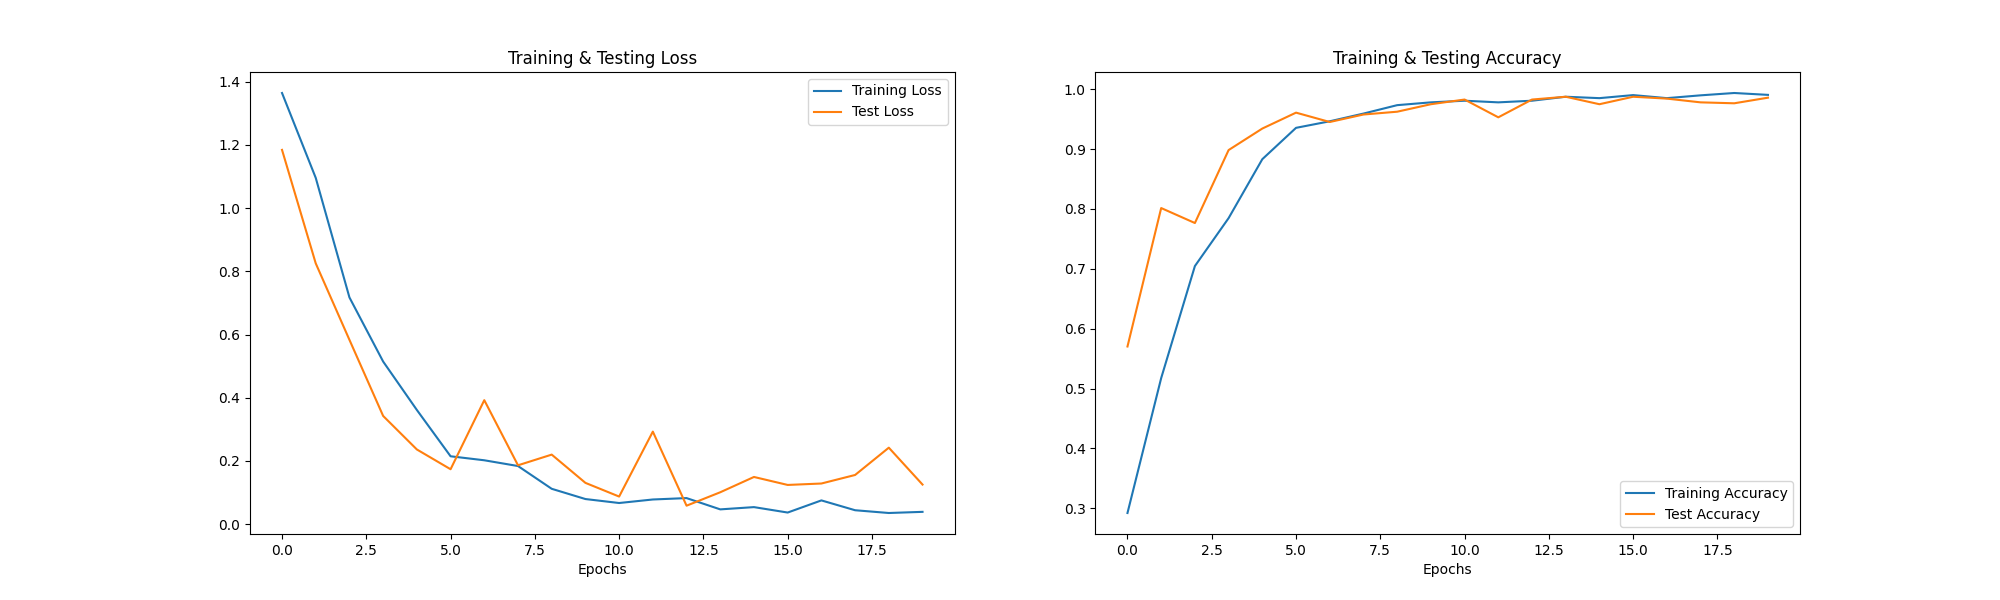 Training & Testing Loss
1.4
1.2
1.0
0.8
0.6
0.4
0.2
0.0
Training Loss
Test Loss
0.0 2.5 5.0 7.5 10.0 12.5 15.0 17.5
Epochs
Training & Testing Accuracy
1.0
0.9
0.8
0.7
0.6
0.5
0.4
0.3
Training Accuracy
Test Accuracy
0.0 2.5 5.0 7.5 10.0 12.5 15.0 17.5
Epochs